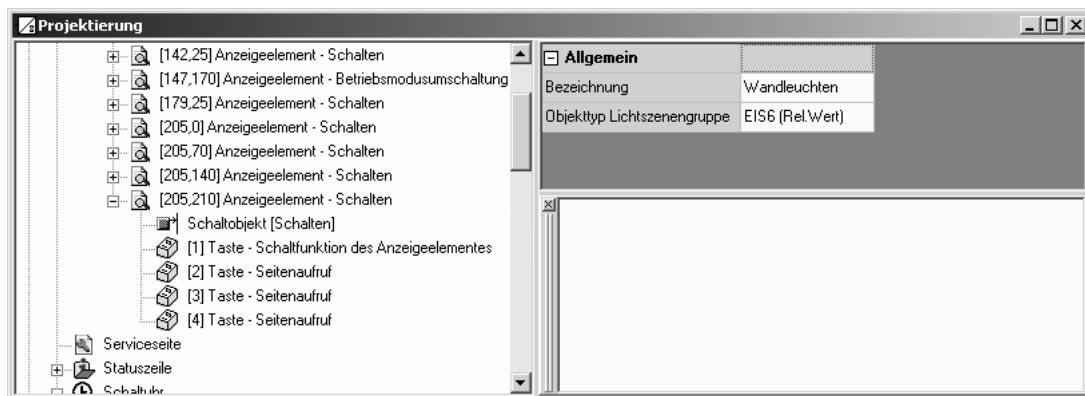 Projektierung
[142,25] Anzeigeelement - Schalten
[147,170] Anzeigeelement - Betriebsmodusumschaltung
[179,25] Anzeigeelement - Schalten
[205,0] Anzeigeelement - Schalten
[205,70] Anzeigeelement - Schalten
[205,140] Anzeigeelement - Schalten
[205,210] Anzeigeelement - Schalten
Schaltobjekt [Schalten]
[1] Taste - Schaltfunktion des Anzeigeelementes
[2] Taste - Seitenaufruf
[3] Taste - Seitenaufruf
[4] Taste - Seitenaufruf
Serviceseite
Statuszeile
Schaltuhr
Allgemein
Bezeichnung Wandleuchten
Objekttyp Lichtszenengruppe EIS6 (Rel.Wert)